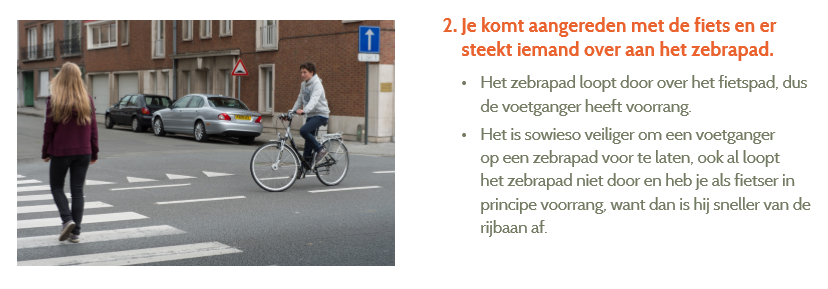 2. Je komt aangereden met de fiets en er
steekt iemand over aan het zebrapad.
• Het zebrapad loopt door over het fietspad, dus
de voetganger heeft voorrang.
• Het is sowieso veiliger om een voetganger
op een zebrapad voor te laten, ook al loopt
het zebrapad niet door en heb je als fietser in
principe voorrang, want dan is hij sneller van de
rijbaan af.